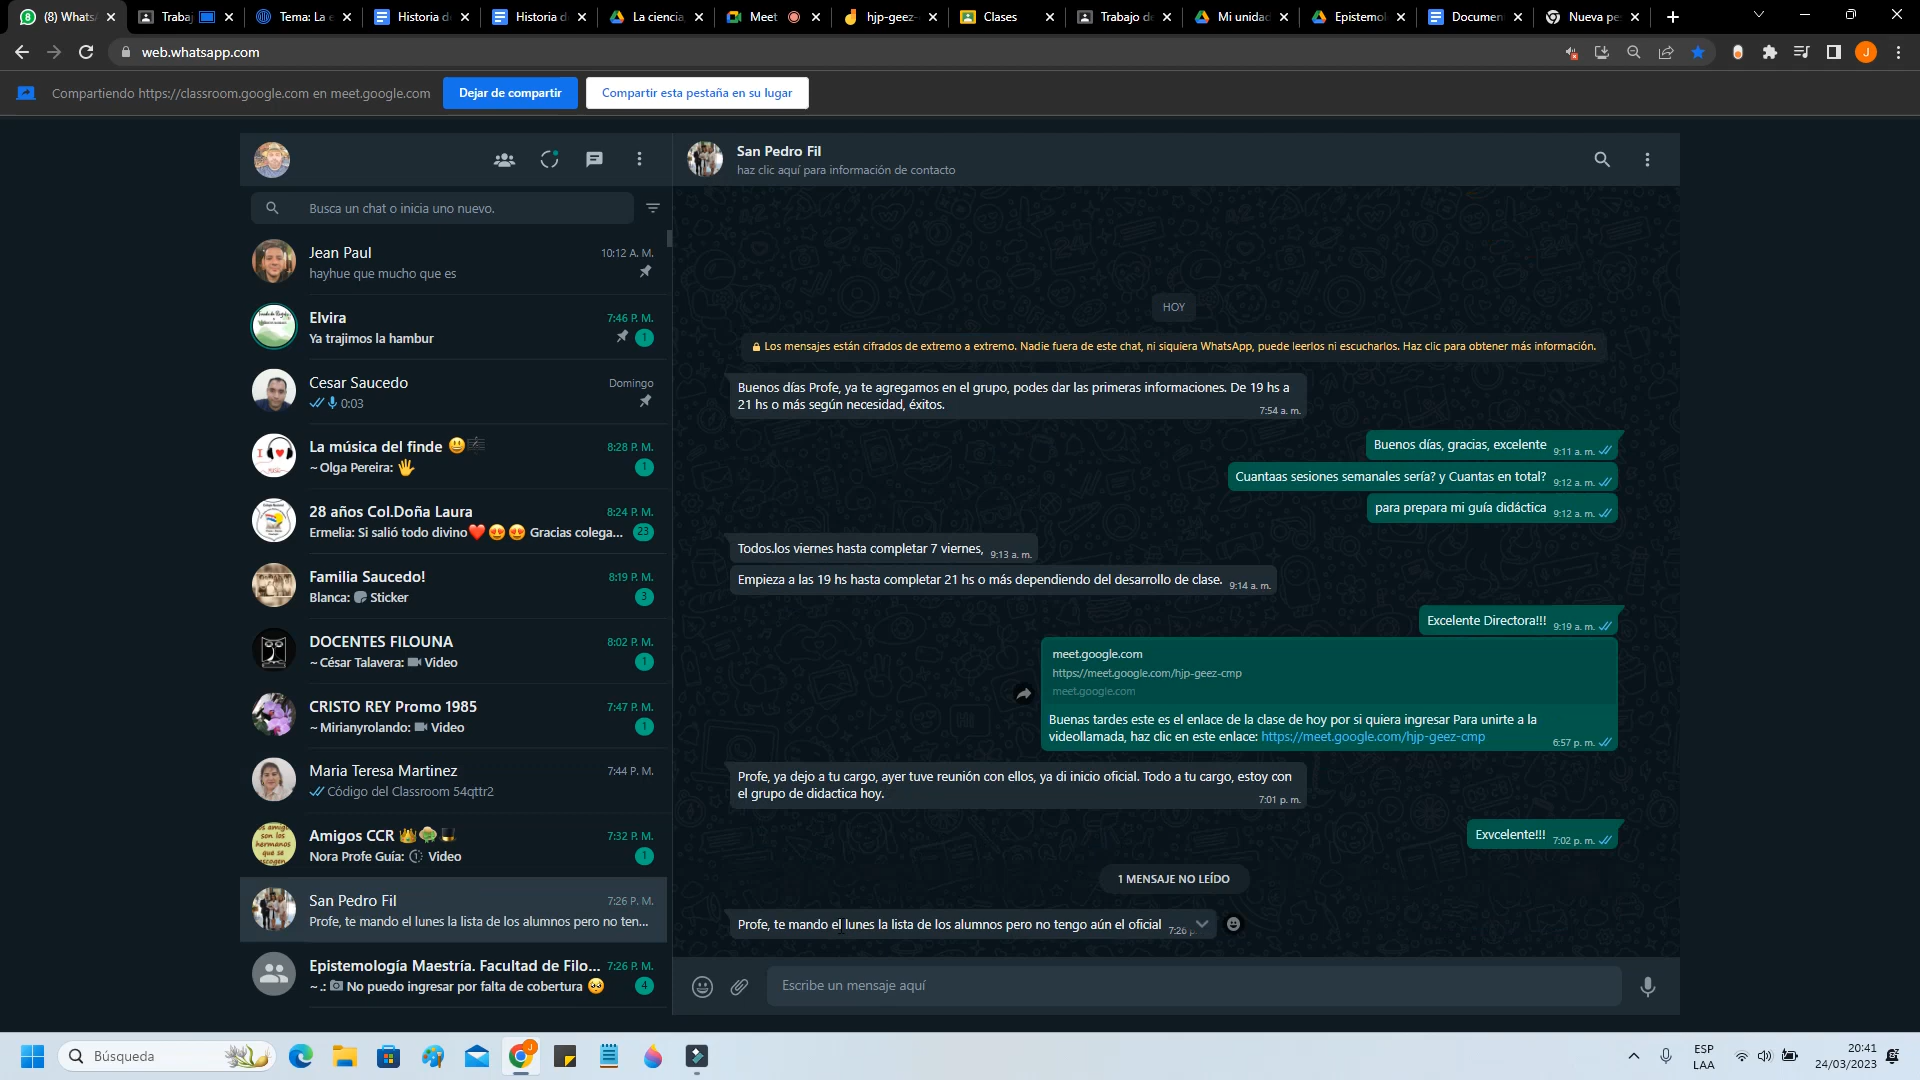 (8) Whats
Trabaj
Tema: La e
Historia d
Historia d
La ciencia
Meet
hjp-geez-
Clases
Trabajo de
Mi unidad
Epistemol
Documen
Nueva pe
web.whatsapp.com
Compartiendo https://classroom.google.com en meet.google.com
Dejar de compartir
Compartir esta pestaña en su lugar
Busca un chat o inicia uno nuevo.
Jean Paul
10:12 A. M.
hayhue que mucho que es
Elvira
7:46 P. M.
Ya trajimos la hambur
1
Cesar Saucedo
Domingo
0:03
La música del finde 😃
8:28 P. M.
~ Olga Pereira: 🖐
1
28 años Col.Doña Laura
8:24 P. M.
Ermelia: Si salió todo divino❤️😍😍 Gracias colega...
23
Familia Saucedo!
8:19 P. M.
Blanca: Sticker
3
DOCENTES FILOUNA
8:02 P. M.
~ César Talavera: Video
1
CRISTO REY Promo 1985
7:47 P. M.
~ Mirianyrolando: Video
1
Maria Teresa Martinez
7:44 P. M.
Código del Classroom 54qttr2
Amigos CCR
7:32 P. M.
Nora Profe Guía: Video
1
San Pedro Fil
7:26 P. M.
Profe, te mando el lunes la lista de los alumnos pero no ten...
Epistemología Maestría. Facultad de Filo...
7:26 P. M.
~ .: 📷 No puedo ingresar por falta de cobertura 🥺
4
San Pedro Fil
haz clic aquí para información de contacto
HOY
Los mensajes están cifrados de extremo a extremo. Nadie fuera de este chat, ni siquiera WhatsApp, puede leerlos ni escucharlos. Haz clic para obtener más información.
Buenos días Profe, ya te agregamos en el grupo, podes dar las primeras informaciones. De 19 hs a
21 hs o más según necesidad, éxitos.
7:54 a. m.
Buenos días, gracias, excelente
9:11 a. m.
Cuantaas sesiones semanales sería? y Cuantas en total?
9:12 a. m.
para prepara mi guía didáctica
9:12 a. m.
Todos.los viernes hasta completar 7 viernes,
9:13 a. m.
Empieza a las 19 hs hasta completar 21 hs o más dependiendo del desarrollo de clase.
9:14 a. m.
Excelente Directora!!!
9:19 a. m.
meet.google.com
https://meet.google.com/hjp-geez-cmp
meet.google.com
Buenas tardes este es el enlace de la clase de hoy por si quiera ingresar Para unirte a la
videollamada, haz clic en este enlace: https://meet.google.com/hjp-geez-cmp
6:57 p. m.
Profe, ya dejo a tu cargo, ayer tuve reunión con ellos, ya di inicio oficial. Todo a tu cargo, estoy con
el grupo de didactica hoy.
7:01 p. m.
Exvcelente!!!
7:02 p. m.
1 MENSAJE NO LEÍDO
Profe, te mando el lunes la lista de los alumnos pero no tengo aún el oficial
7:26 p.
Escribe un mensaje aquí
Búsqueda
ESP
LAA
20:41
24/03/2023